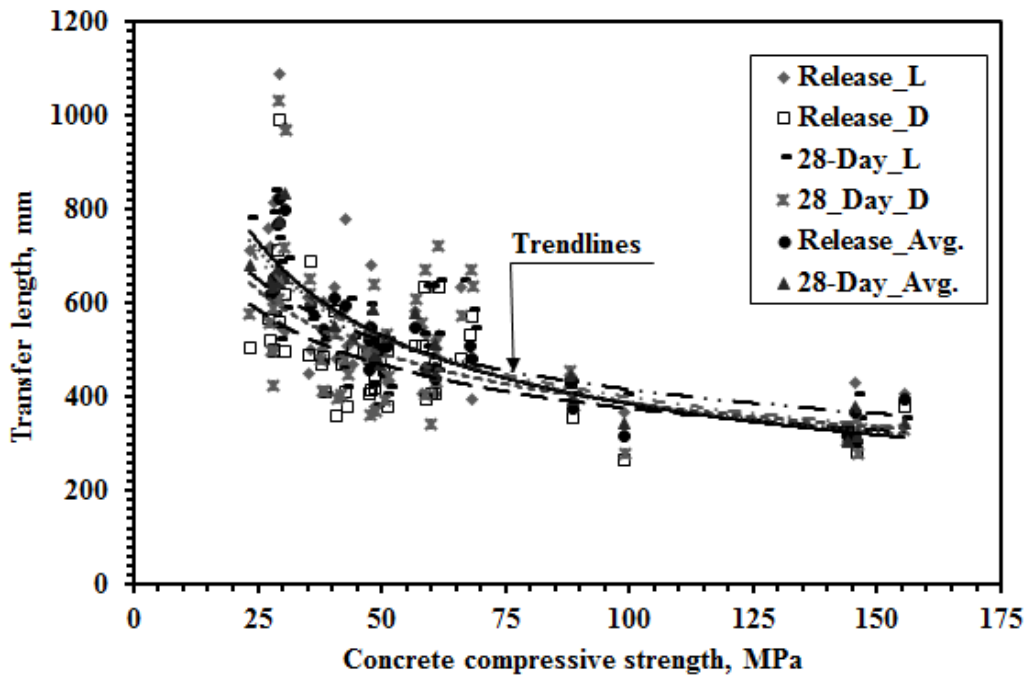 1200
1000
800
600
400
200
0
Transfer length, mm
Release_L
Release_D
28-Day_L
28_Day_D
Release_Avg.
28-Day_Avg.
Trendlines
0 25 50 75 100 125 150 175
Concrete compressive strength, MPa